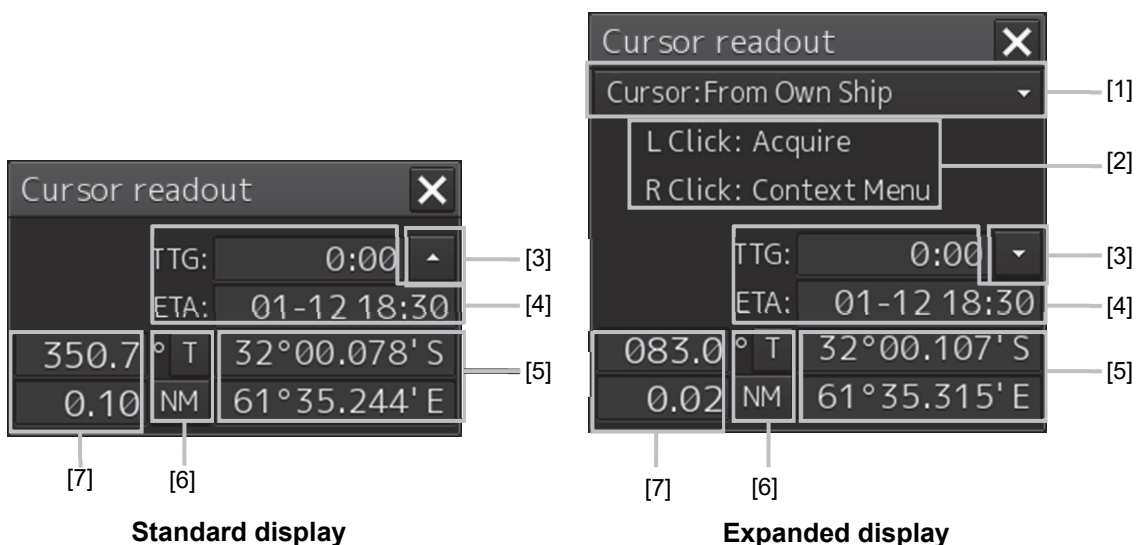 Cursor readout
TTG: 0:00
ETA: 01-12 18:30
350.7 ° T 32°00.078' S
0.10 NM 61°35.244' E
[3]
[4]
[5]
[7] [6]
Standard display
Cursor readout
Cursor:From Own Ship
L Click: Acquire
R Click: Context Menu
TTG: 0:00
ETA: 01-12 18:30
083.0 ° T 32°00.107' S
0.02 NM 61°35.315' E
[1]
[2]
[3]
[4]
[5]
[7] [6]
Expanded display